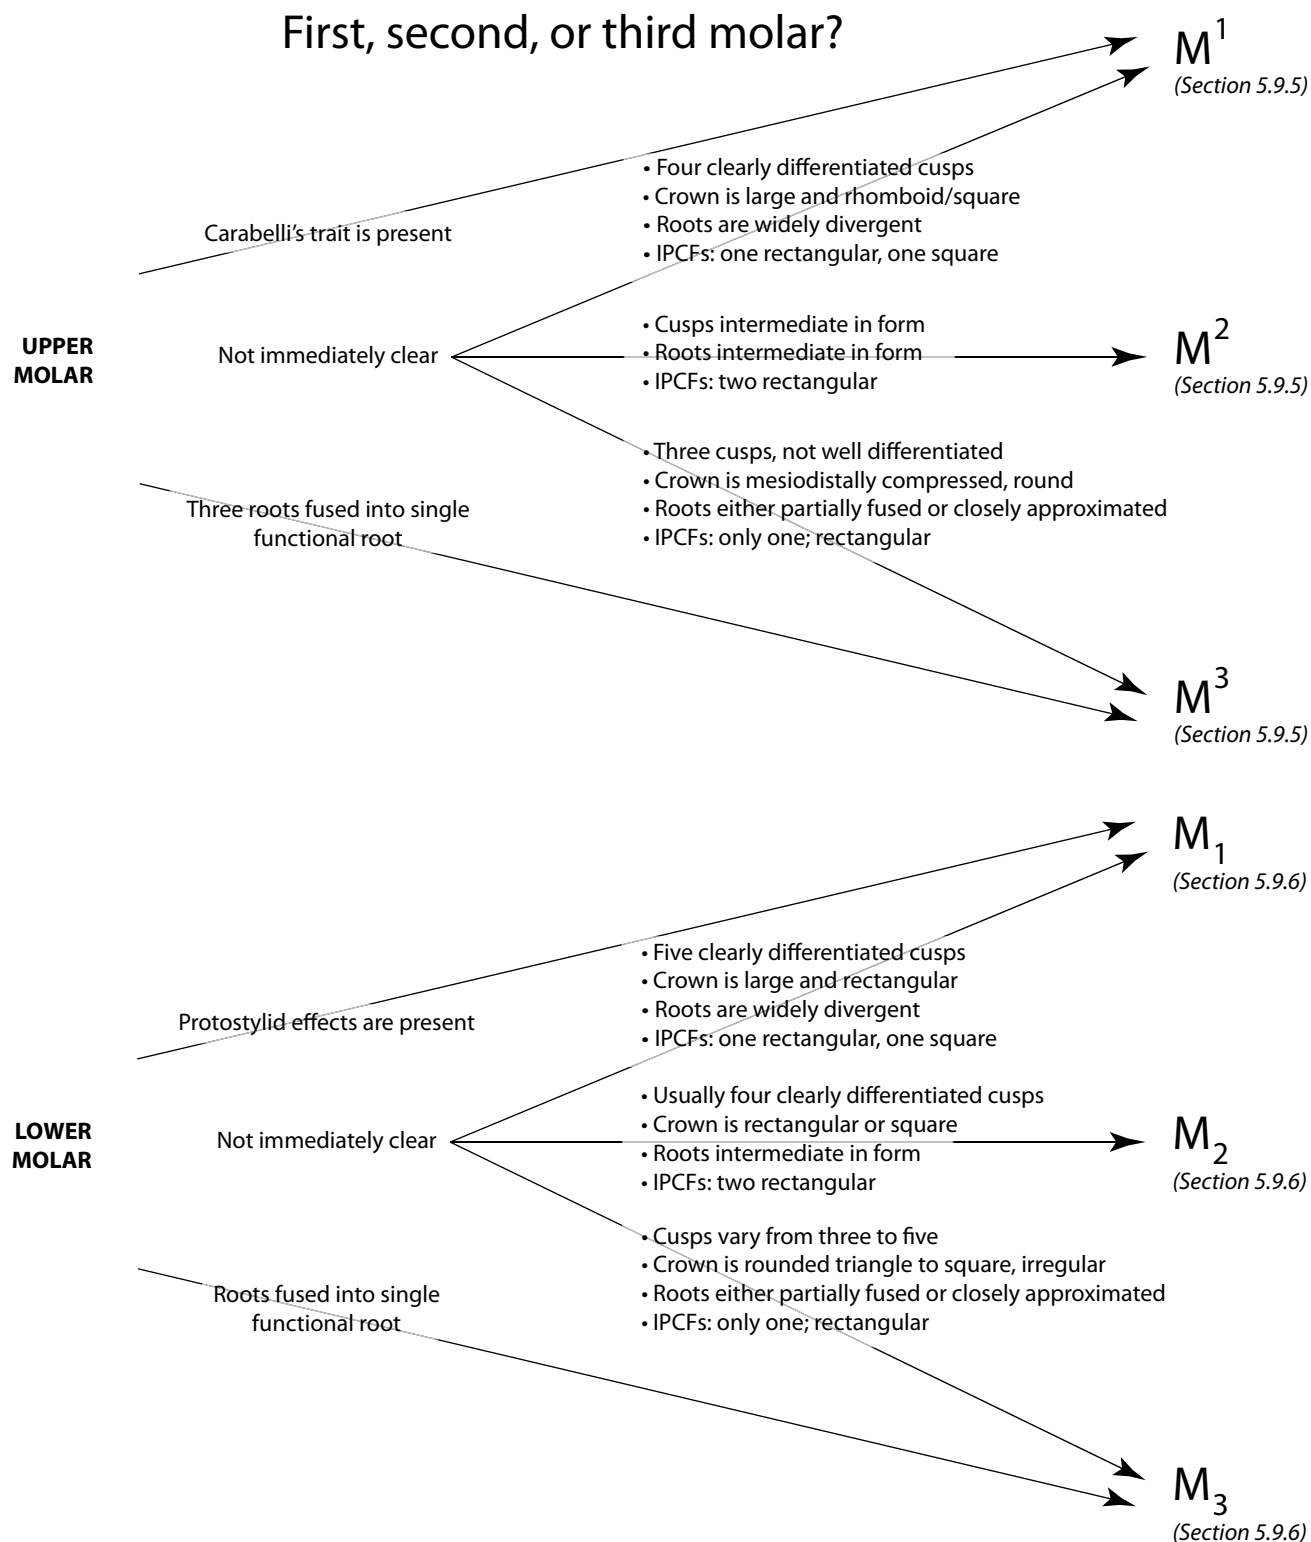 First, second, or third molar?
M1
(Section 5.9.5)
• Four clearly differentiated cusps
• Crown is large and rhomboid/square
• Roots are widely divergent
• IPCFs: one rectangular, one square
Carabelli's trait is present
• Cusps intermediate in form
• Roots intermediate in form
• IPCFs: two rectangular
UPPER
MOLAR
Not immediately clear
M2
(Section 5.9.5)
• Three cusps, not well differentiated
• Crown is mesiodistally compressed, round
• Roots either partially fused or closely approximated
• IPCFs: only one; rectangular
Three roots fused into single
functional root
M3
(Section 5.9.5)
M1
(Section 5.9.6)
• Five clearly differentiated cusps
• Crown is large and rectangular
• Roots are widely divergent
• IPCFs: one rectangular, one square
Protostylid effects are present
• Usually four clearly differentiated cusps
• Crown is rectangular or square
• Roots intermediate in form
• IPCFs: two rectangular
LOWER
MOLAR
Not immediately clear
M2
(Section 5.9.6)
• Cusps vary from three to five
• Crown is rounded triangle to square, irregular
• Roots either partially fused or closely approximated
• IPCFs: only one; rectangular
Roots fused into single
functional root
M3
(Section 5.9.6)